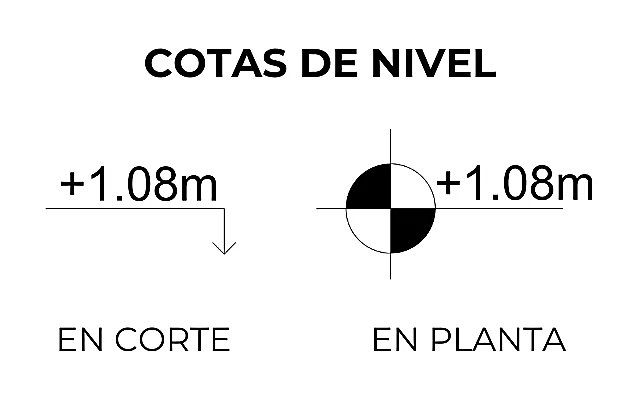 COTAS DE NIVEL
+1.08m
+1.08m
EN CORTE
EN PLANTA